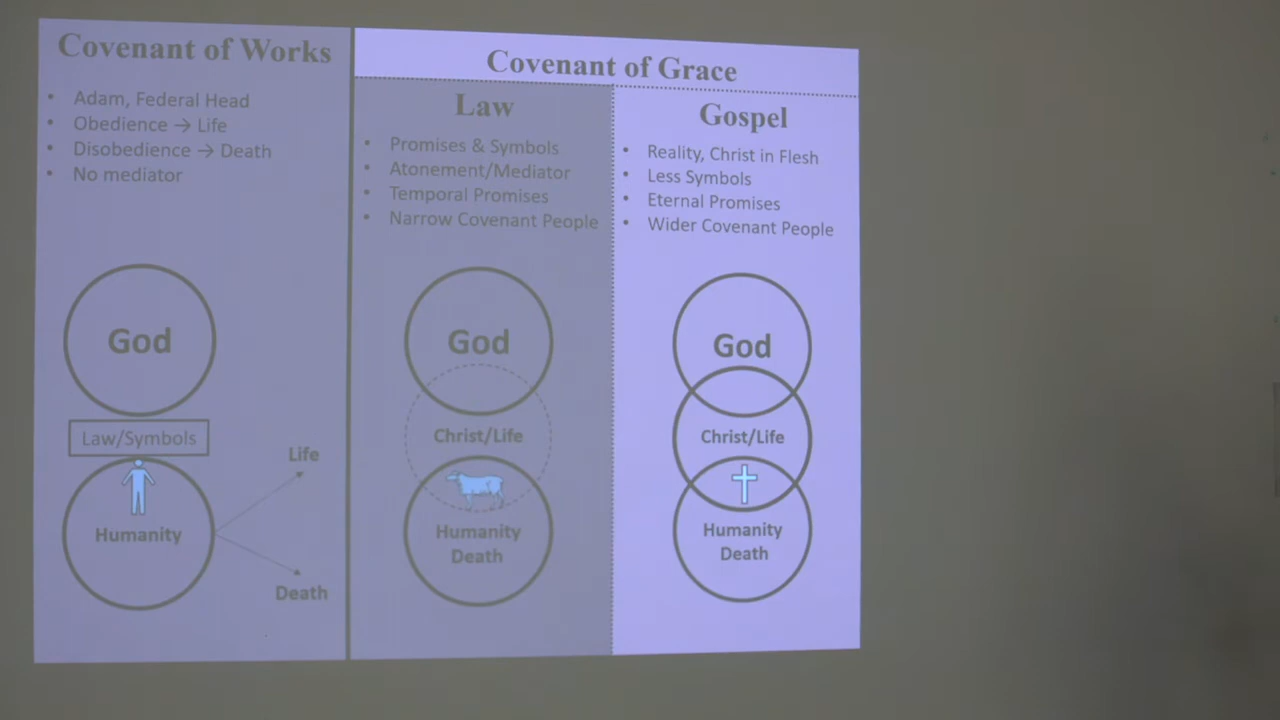 Covenant of Works
• Adam, Federal Head
• Obedience → Life
• Disobedience → Death
• No mediator
God
Law/Symbols
Humanity
Life
Death
Covenant of Grace
Law
• Promises & Symbols
• Atonement/Mediator
• Temporal Promises
• Narrow Covenant People
God
Christ/Life
Humanity
Death
Gospel
• Reality, Christ in Flesh
• Less Symbols
• Eternal Promises
• Wider Covenant People
God
Christ/Life
Humanity
Death